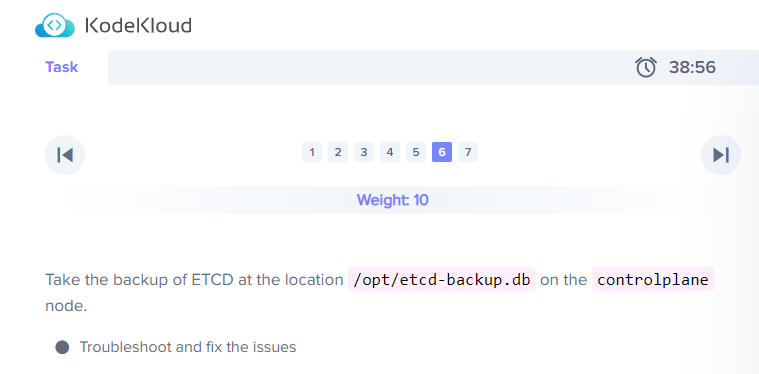 KodeKloud
Task 38:56
1 2 3 4 5 6 7
Weight: 10
Take the backup of ETCD at the location /opt/etcd-backup.db on the controlplane
node.
Troubleshoot and fix the issues